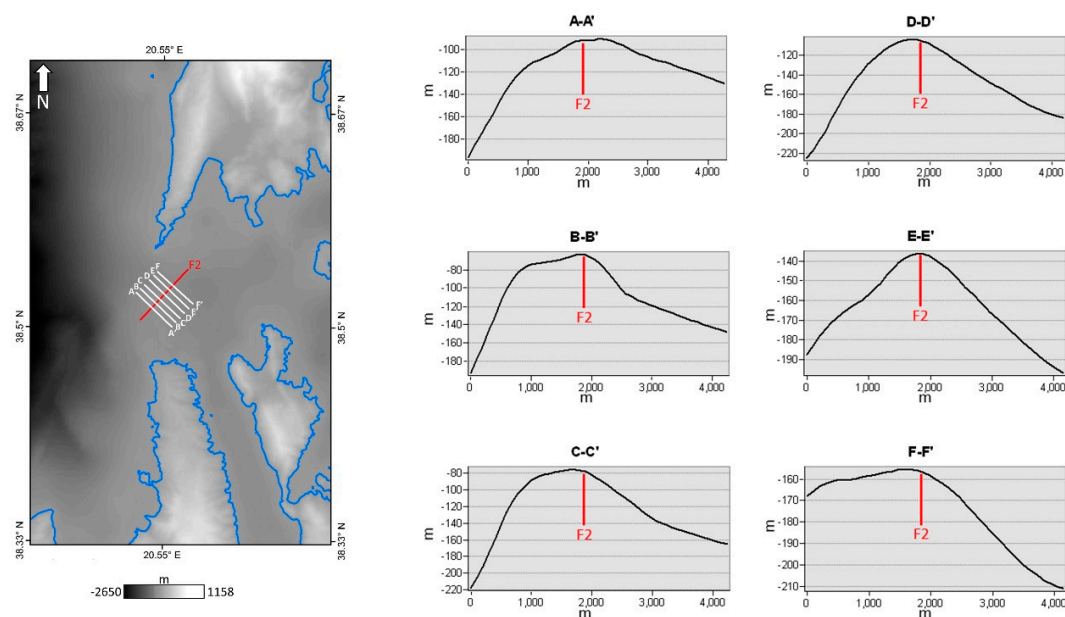 20.55° E
N
38.67° N
38.67° N
F2
F
E
D
C
B
A
F'
E
D
C
B
A
38.5° N
38.5° N
38.33° N
38.33° N
20.55° E
m
-2650
1158
A-A'
-100
-120
-140
-160
-180
m
F2
0
1,000
2,000
3,000
4,000
m
D-D'
-120
-140
-160
-180
-200
-220
m
F2
0
1,000
2,000
3,000
4,000
m
B-B'
-80
-100
-120
-140
-160
-180
m
F2
0
1,000
2,000
3,000
4,000
m
E-E'
-140
-150
-160
-170
-180
-190
m
F2
0
1,000
2,000
3,000
4,000
m
C-C'
-80
-100
-120
-140
-160
-180
-200
-220
m
F2
0
1,000
2,000
3,000
4,000
m
F-F'
-160
-170
-180
-190
-200
-210
m
F2
0
1,000
2,000
3,000
4,000
m